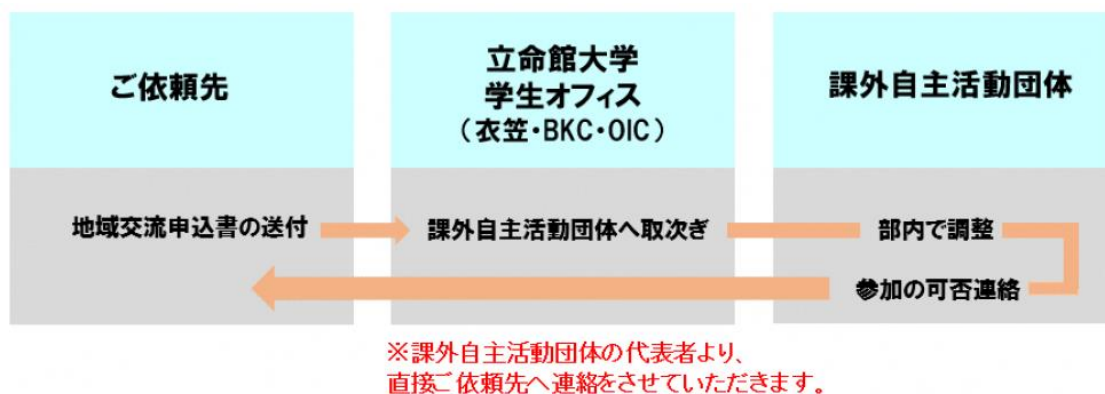 ご依頼先
立命館大学
学生オフィス
（衣笠・BKC・OIC）
課外自主活動団体
地域交流申込書の送付
課外自主活動団体へ取次ぎ
部内で調整
参加の可否連絡
※課外自主活動団体の代表者より、
直接ご依頼先へ連絡をさせていただきます。